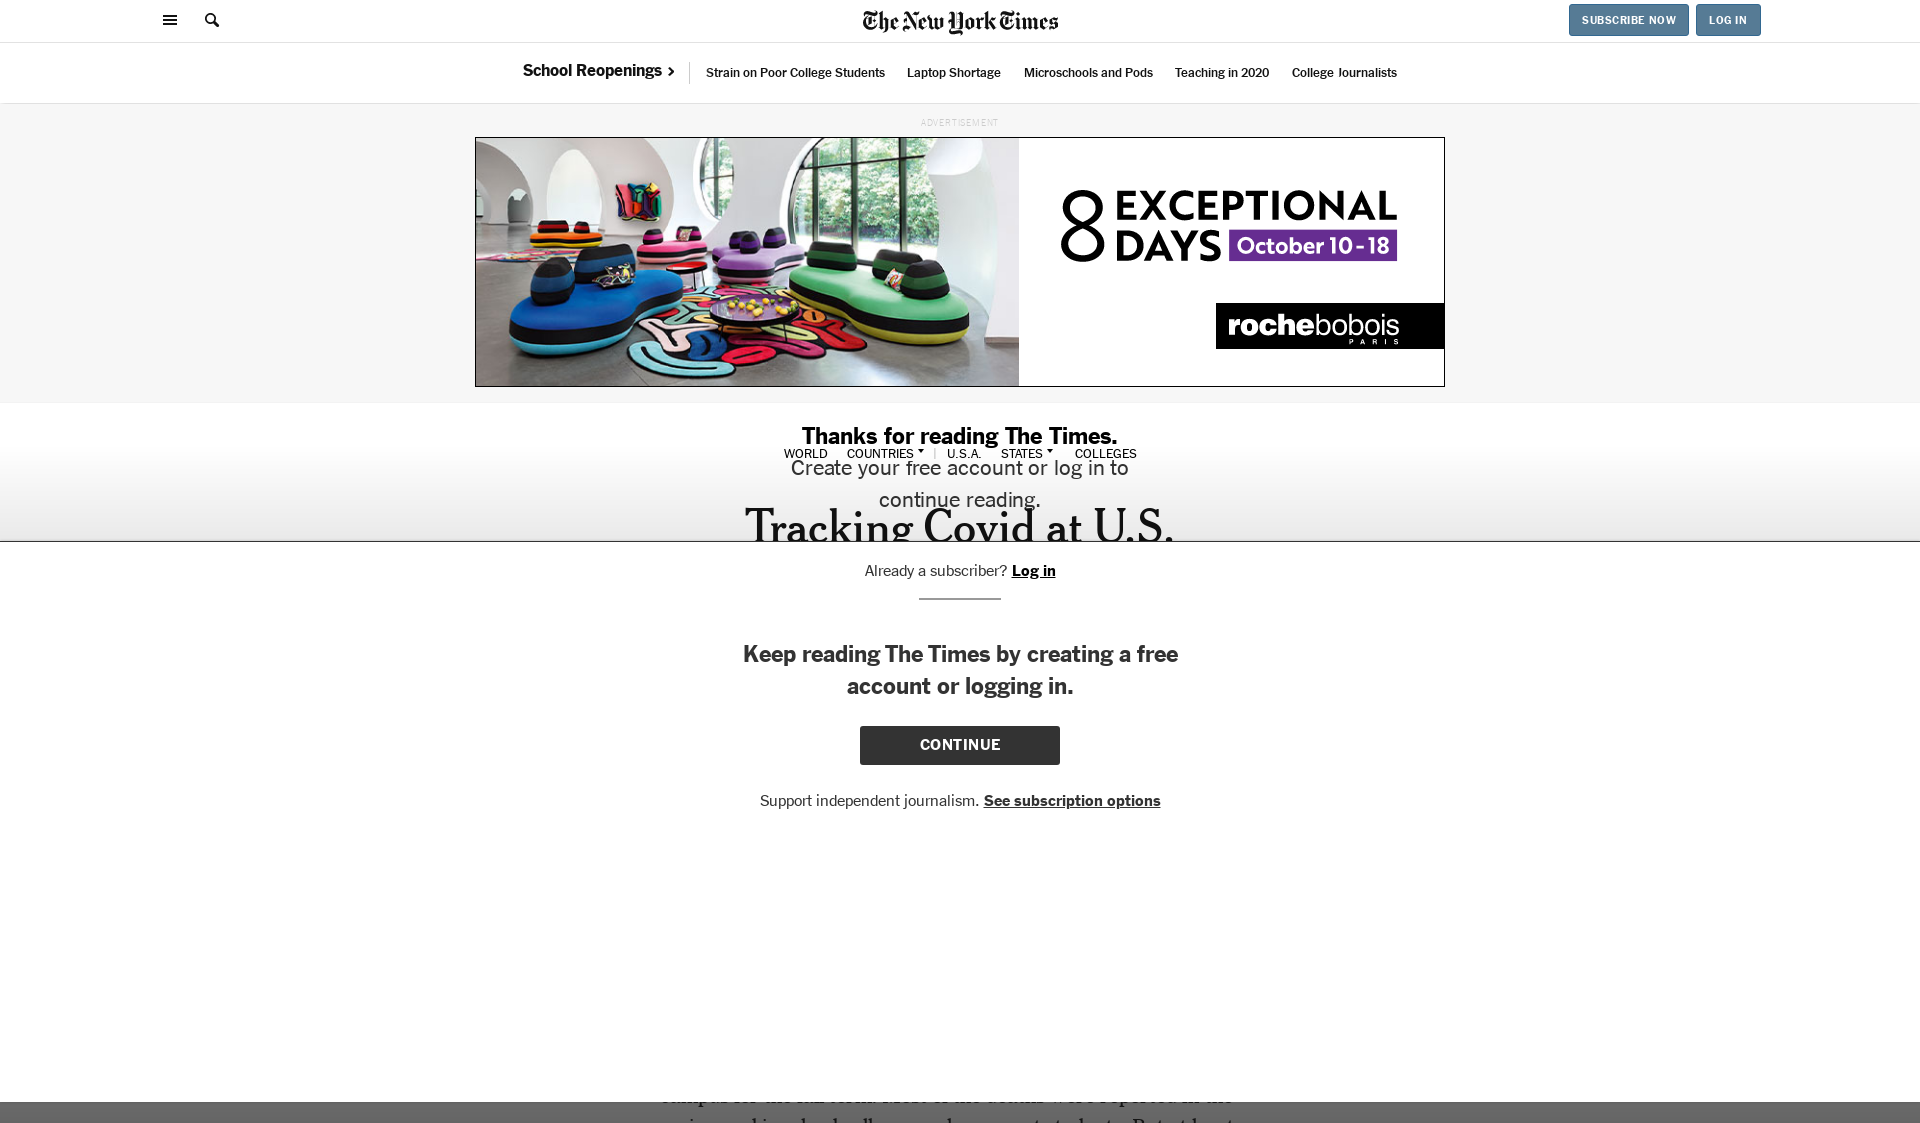 The New York Times
SUBSCRIBE NOW
LOG IN
School Reopenings
Strain on Poor College Students
Laptop Shortage
Microschools and Pods
Teaching in 2020
College Journalists
ADVERTISEMENT
8 EXCEPTIONAL
DAYS October 10-18
rochebobois
PARIS
Thanks for reading The Times.
WORLD COUNTRIES U.S.A. STATES COLLEGES
Create your free account or log in to
continue reading.
Tracking Covid at U.S.
Already a subscriber? Log in
Keep reading The Times by creating a free
account or logging in.
CONTINUE
Support independent journalism. See subscription options